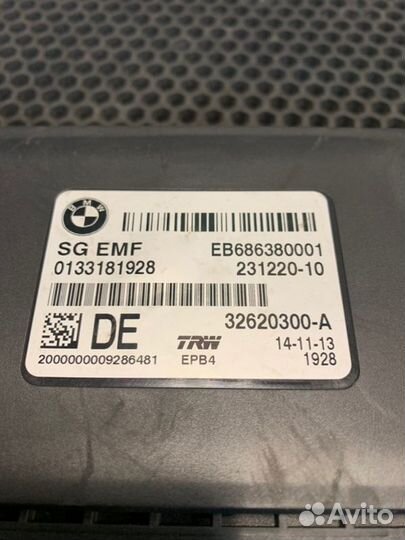 BMW
SG EMF EB686380001
0133181928 231220-10
DE TRW 32620300-A
EPB4 14-11-13
2000000009286481 1928
Avito